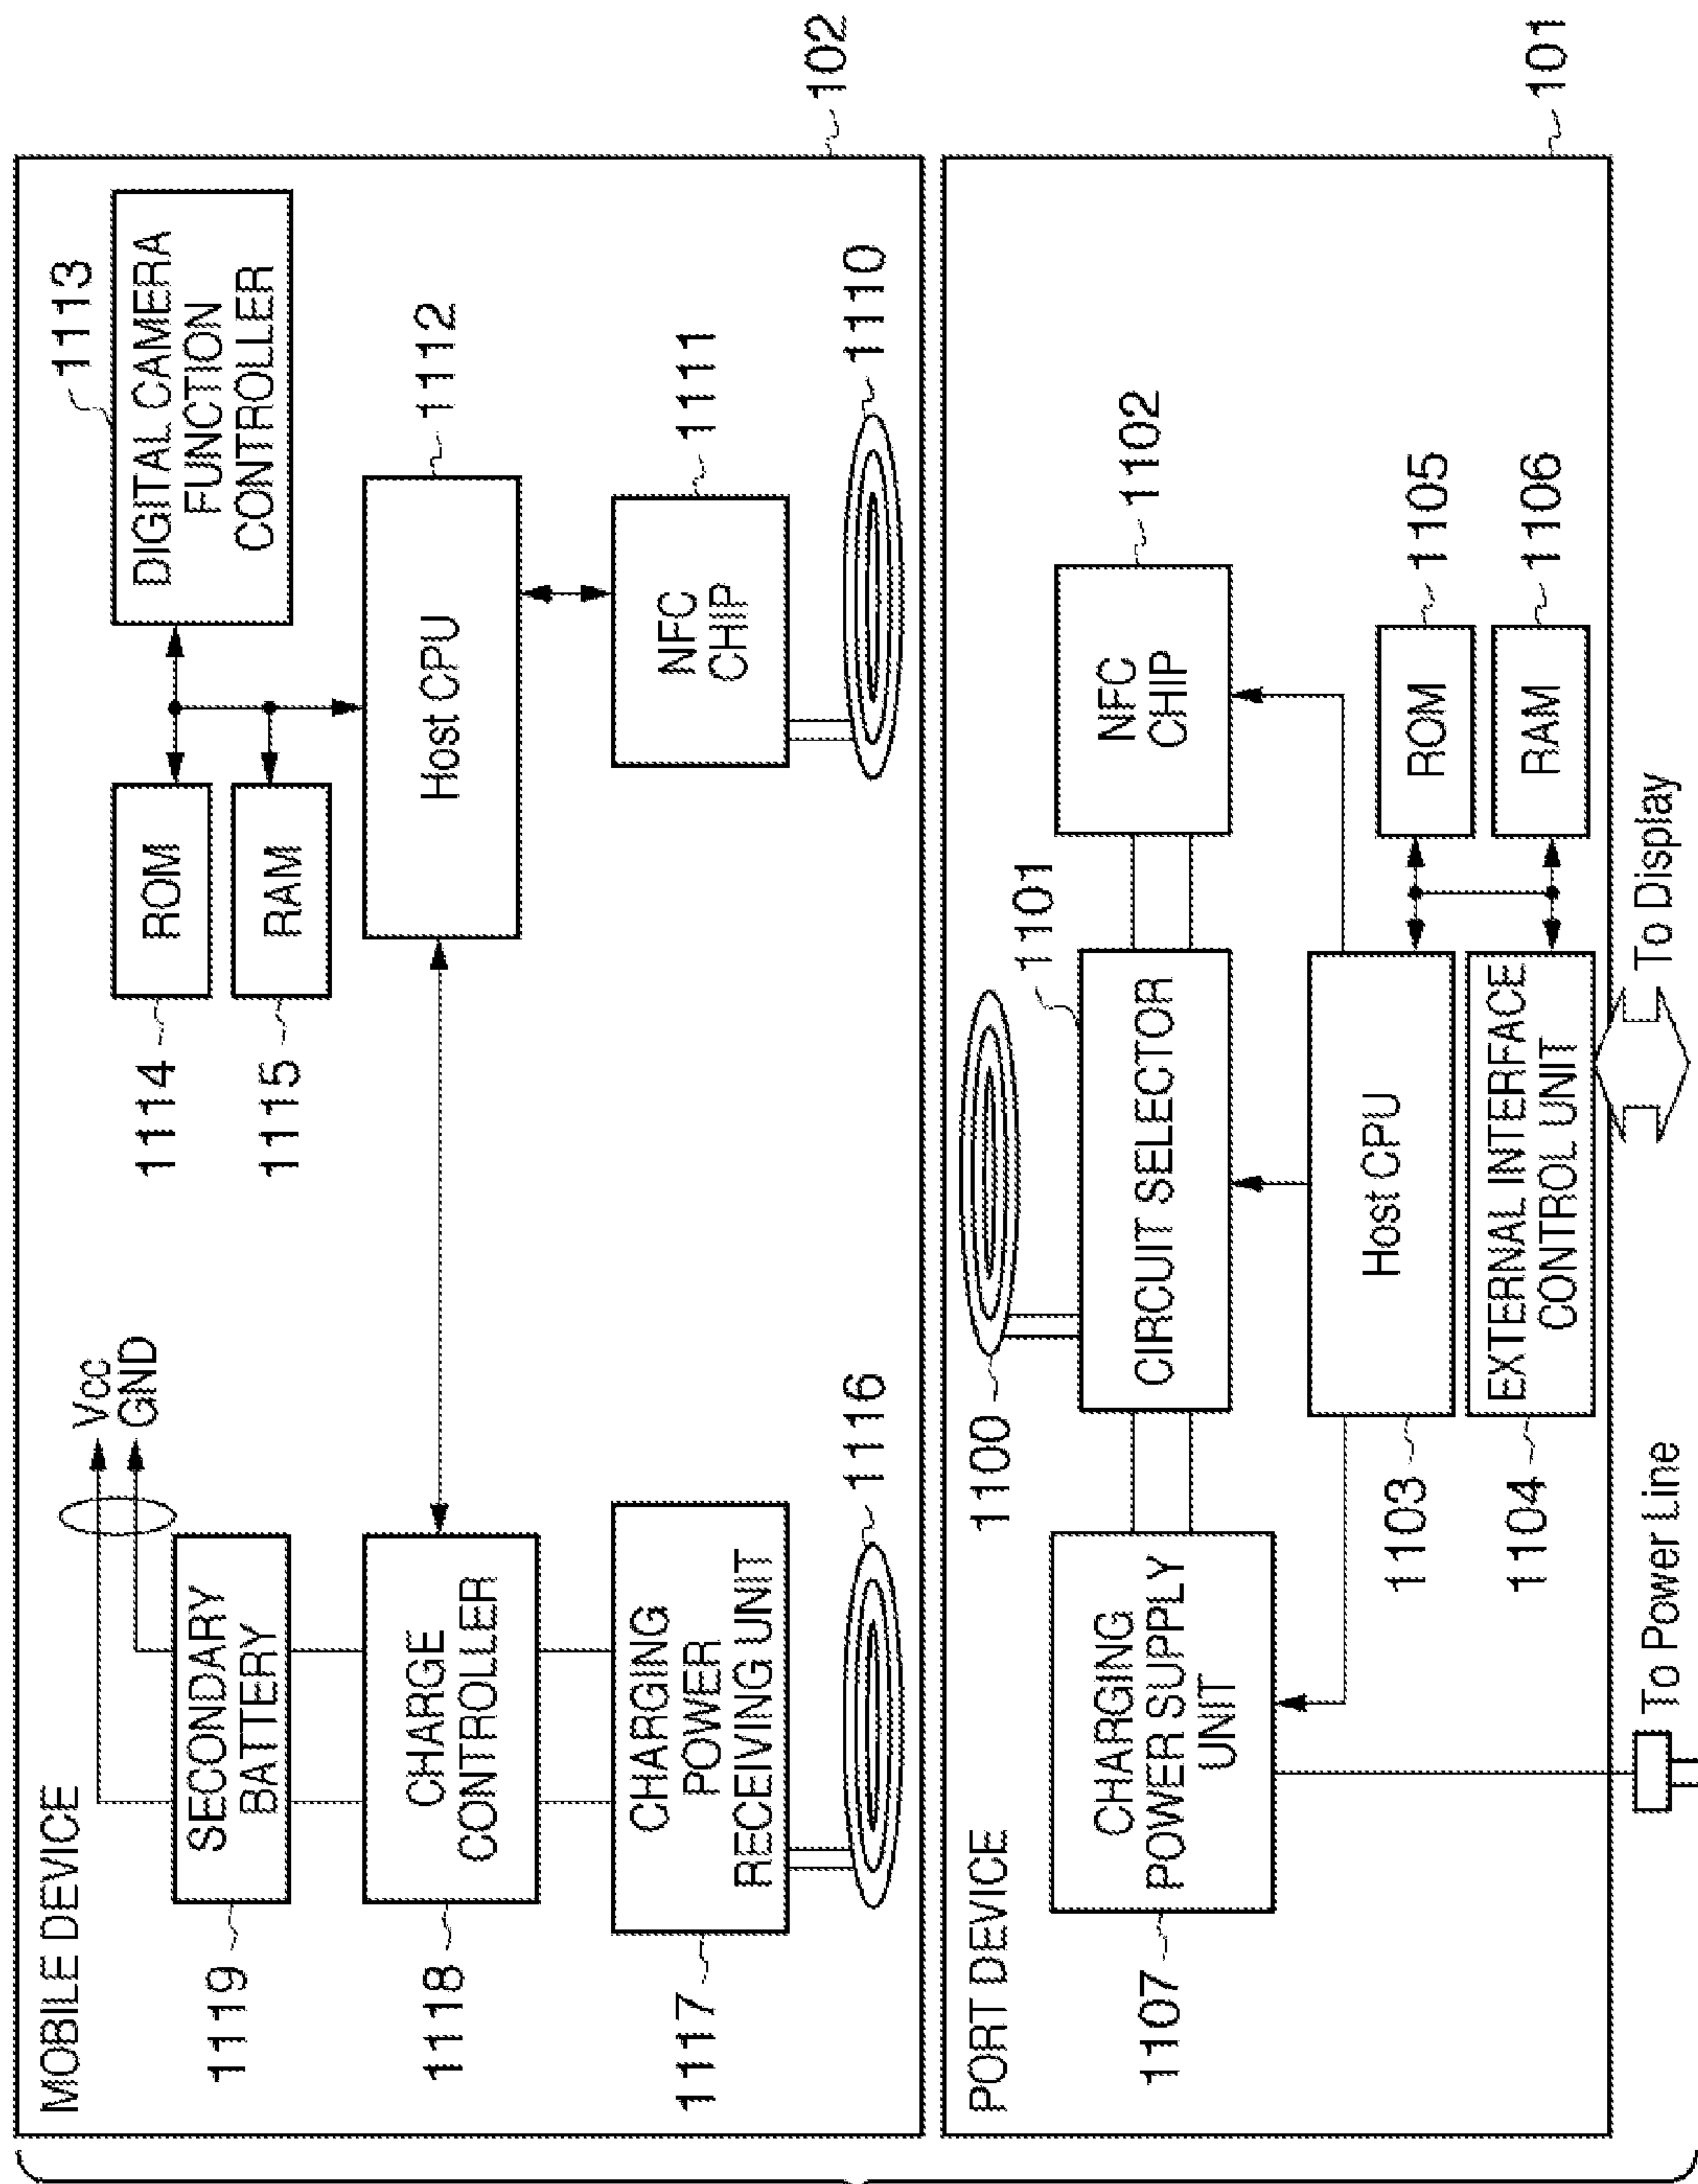 MOBILE DEVICE
102
Vcc
GND
1119
SECONDARY
BATTERY
1118
CHARGE
CONTROLLER
1117
CHARGING
POWER
RECEIVING UNIT
1116
1114
ROM
1115
RAM
1113
DIGITAL CAMERA
FUNCTION
CONTROLLER
1112
Host CPU
1111
NFC
CHIP
1110
PORT DEVICE
101
1107
CHARGING
POWER SUPPLY
UNIT
1100
1101
CIRCUIT SELECTOR
1102
NFC
CHIP
1103
Host CPU
1105
ROM
1106
RAM
1104
EXTERNAL INTERFACE
CONTROL UNIT
To Power Line
To Display